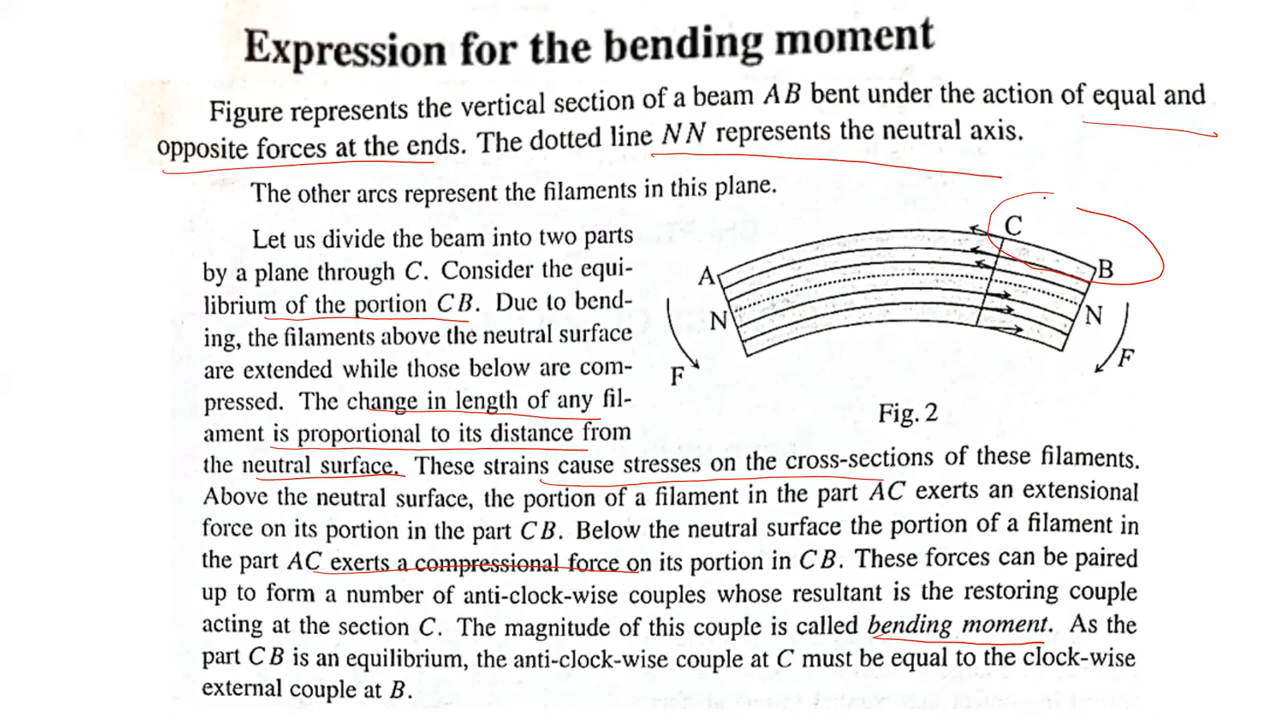 Expression for the bending moment
Figure represents the vertical section of a beam AB bent under the action of equal and
opposite forces at the ends. The dotted line NN represents the neutral axis.
The other arcs represent the filaments in this plane.
Let us divide the beam into two parts
by a plane through C. Consider the equi-
librium of the portion CB. Due to bend-
ing, the filaments above the neutral surface
are extended while those below are com-
pressed. The change in length of any fil-
ament is proportional to its distance from
C
A
B
N
N
F
F
Fig. 2
the neutral surface. These strains cause stresses on the cross-sections of these filaments.
Above the neutral surface, the portion of a filament in the part AC exerts an extensional
force on its portion in the part CB. Below the neutral surface the portion of a filament in
the part AC exerts a compressional force on its portion in CB. These forces can be paired
up to form a number of anti-clock-wise couples whose resultant is the restoring couple
acting at the section C. The magnitude of this couple is called bending moment. As the
part CB is an equilibrium, the anti-clock-wise couple at C must be equal to the clock-wise
external couple at B.